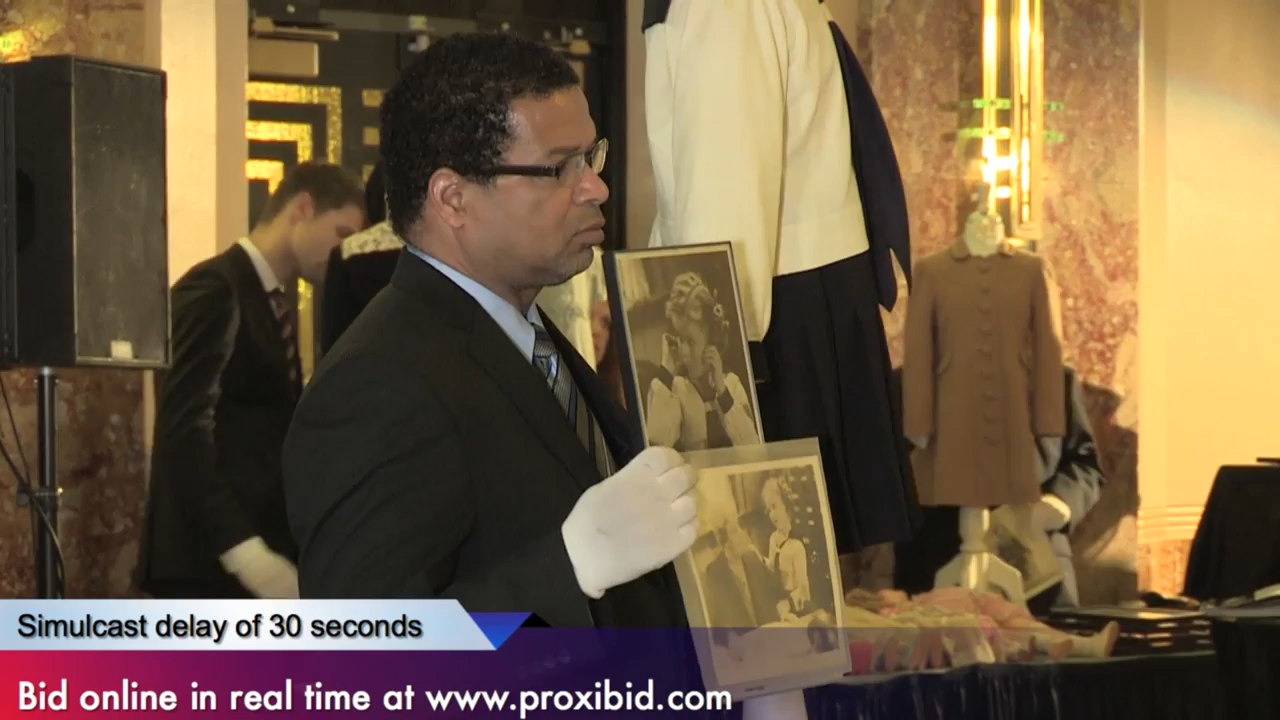 Simulcast delay of 30 seconds
Bid online in real time at www.proxibid.com